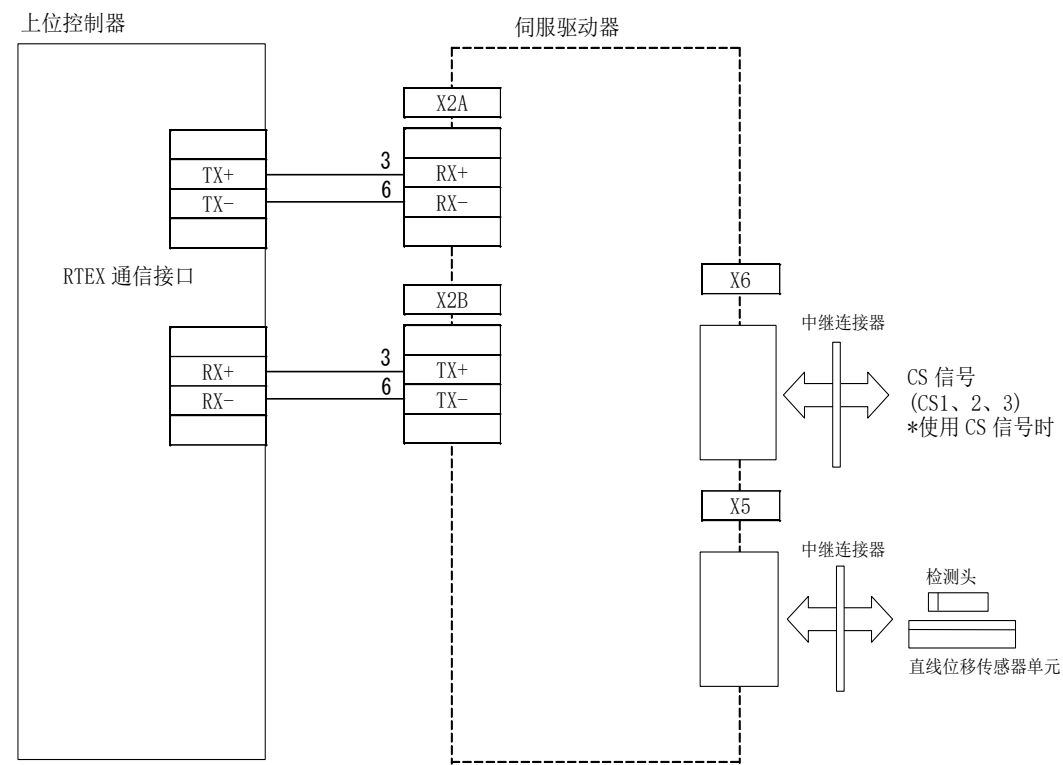 上位控制器
伺服驱动器
X2A
3
TX+
RX+
6
TX-
RX-
RTEX 通信接口
X2B
3
RX+
TX+
6
RX-
TX-
X6
中继连接器
CS 信号
(CS1、2、3)
*使用 CS 信号时
X5
中继连接器
检测头
直线位移传感器单元